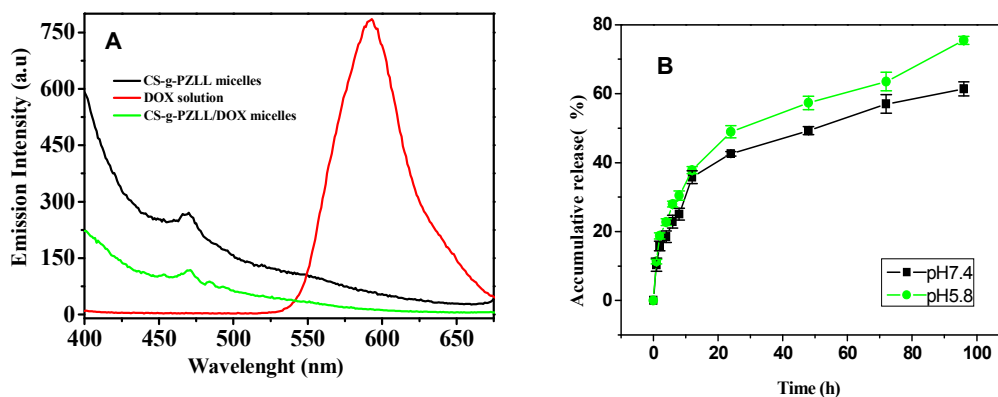 A
CS-g-PZLL micelles
DOX solution
CS-g-PZLL/DOX micelles
Emission Intensity (a.u)
750
600
450
300
150
0
400 450 500 550 600 650
Wavelenght (nm)
B
Accumulative release( %)
80
60
40
20
0
pH7.4
pH5.8
0 20 40 60 80 100
Time (h)